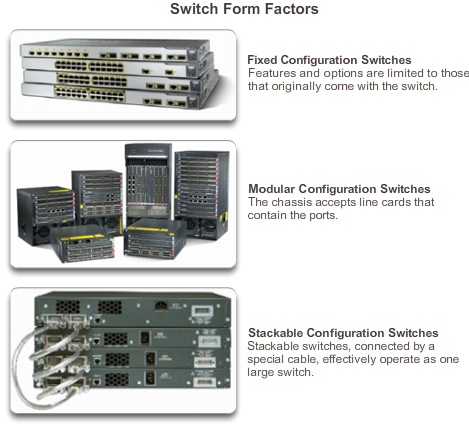 Switch Form Factors
Fixed Configuration Switches
Features and options are limited to those
that originally come with the switch.
Modular Configuration Switches
The chassis accepts line cards that
contain the ports.
Stackable Configuration Switches
Stackable switches, connected by a
special cable, effectively operate as one
large switch.